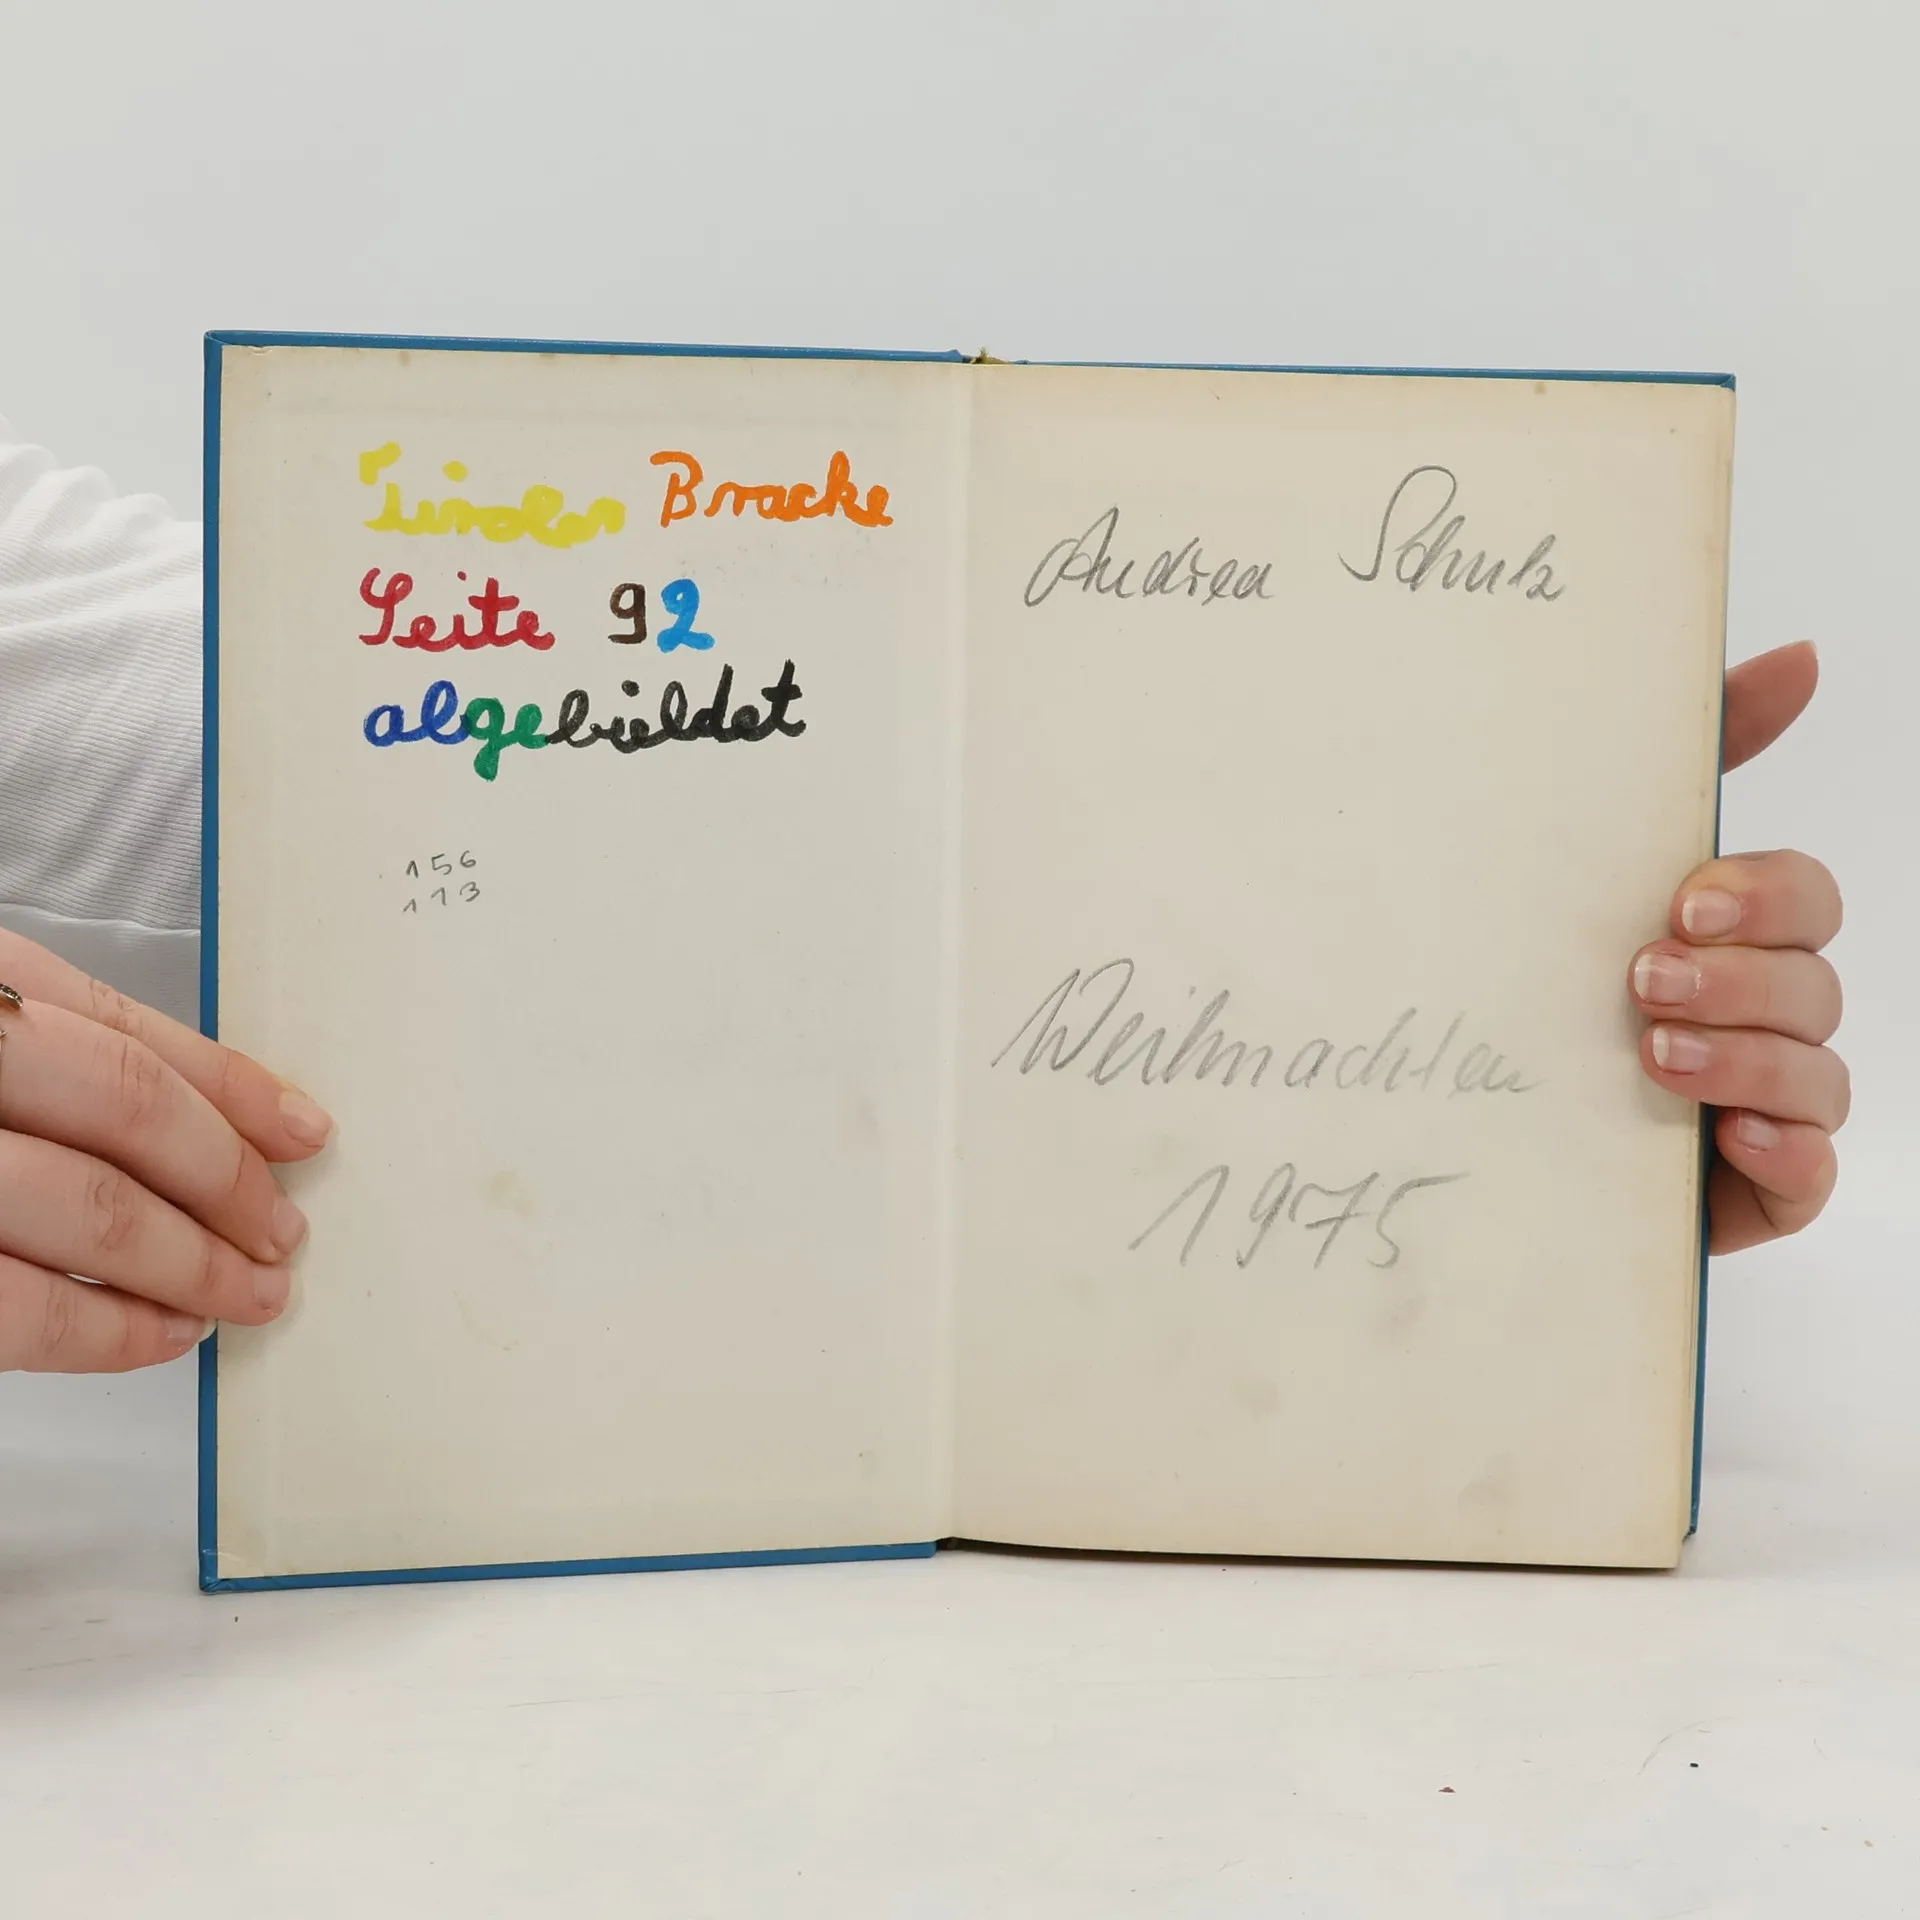 Tiroler Bracke
Seite 92
abgebildet
156
113
Andrea Schulz
Weihnachten
1975